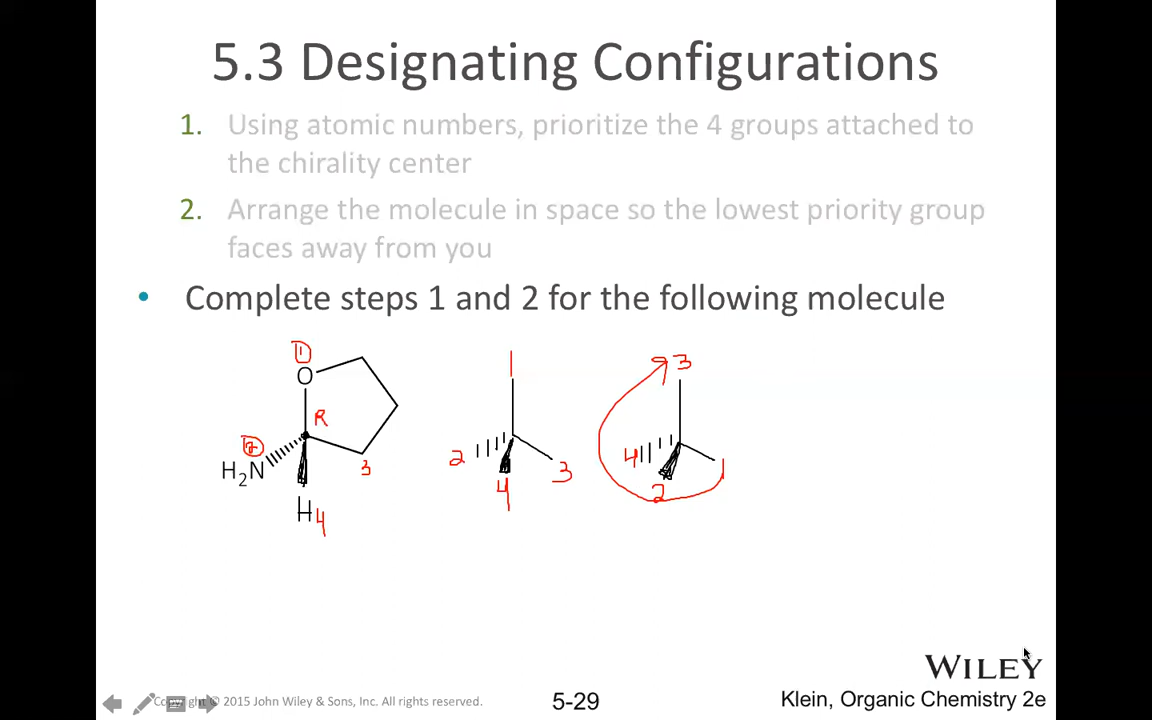 5.3 Designating Configurations
1. Using atomic numbers, prioritize the 4 groups attached to
the chirality center
2. Arrange the molecule in space so the lowest priority group
faces away from you
• Complete steps 1 and 2 for the following molecule
1
O
R
2
H2N
3
H4
1
2
3
4
3
4
2
1
WILEY
Copyright © 2015 John Wiley & Sons, Inc. All rights reserved.
5-29
Klein, Organic Chemistry 2e